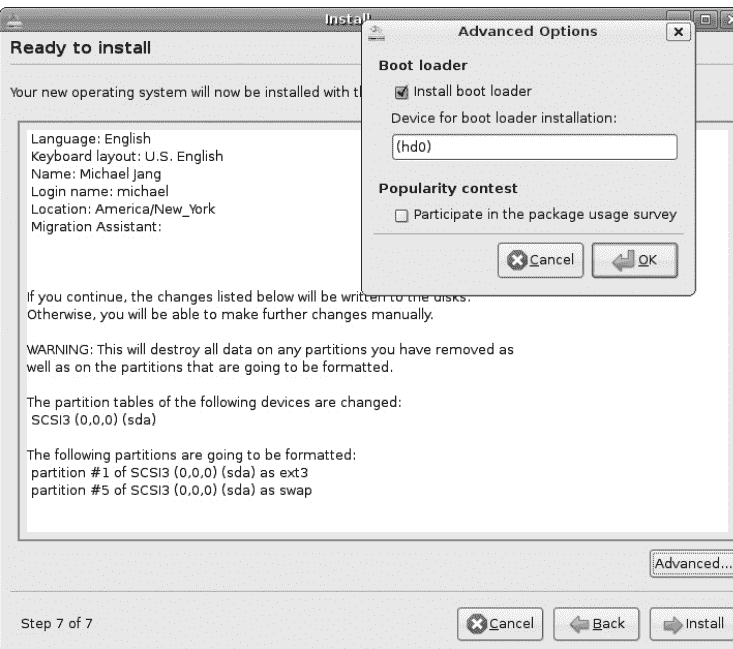 Install
Ready to install
Your new operating system will now be installed with
Language: English
Keyboard layout: U.S. English
Name: Michael Jang
Login name: michael
Location: America/New_York
Migration Assistant:
If you continue, the changes listed below will be written to the disks.
Otherwise, you will be able to make further changes manually.
WARNING: This will destroy all data on any partitions you have removed as
well as on the partitions that are going to be formatted.
The partition tables of the following devices are changed:
SCSI3 (0,0,0) (sda)
The following partitions are going to be formatted:
partition #1 of SCSI3 (0,0,0) (sda) as ext3
partition #5 of SCSI3 (0,0,0) (sda) as swap
Advanced...
Step 7 of 7
Cancel
Back
Install
Advanced Options
Boot loader
Install boot loader
Device for boot loader installation:
(hd0)
Popularity contest
Participate in the package usage survey
Cancel
OK